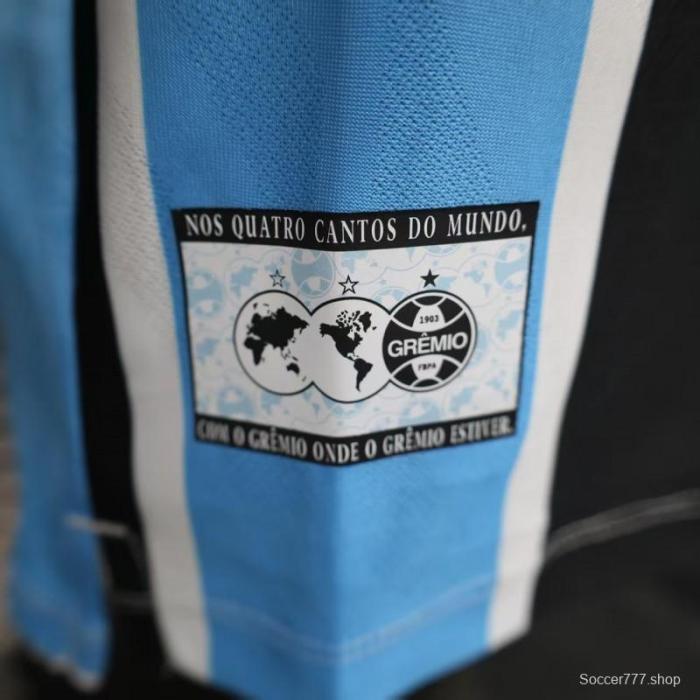 NOS QUATRO CANTOS DO MUNDO,
1903
GRÊMIO
FBPA
COM O GRÊMIO ONDE O GRÊMIO ESTIVER.
Soccer777.shop